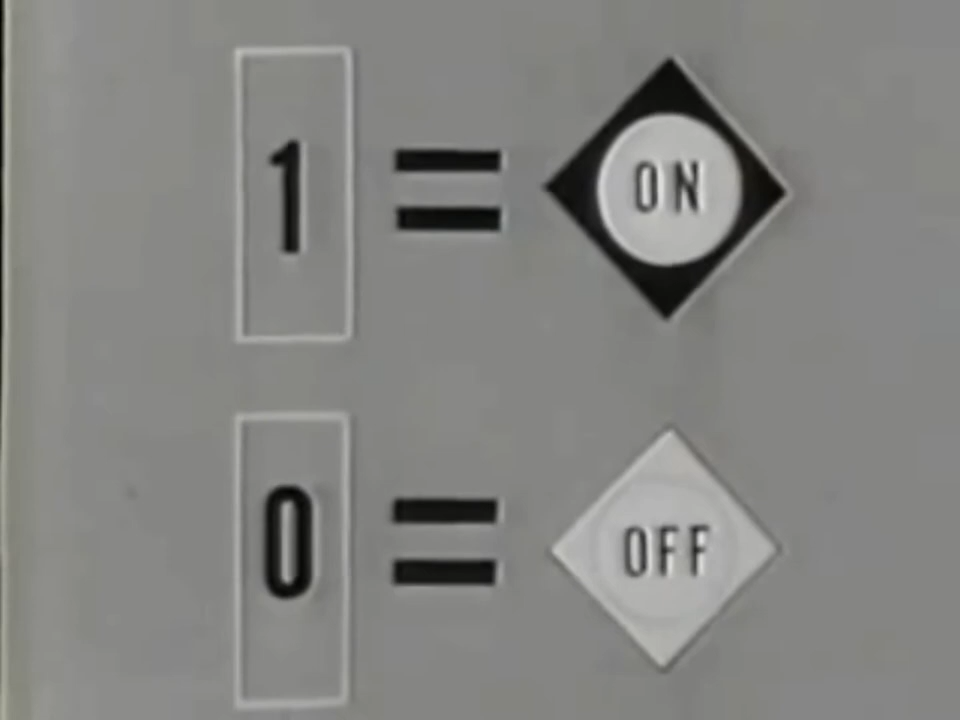 1 = ON
0 = OFF